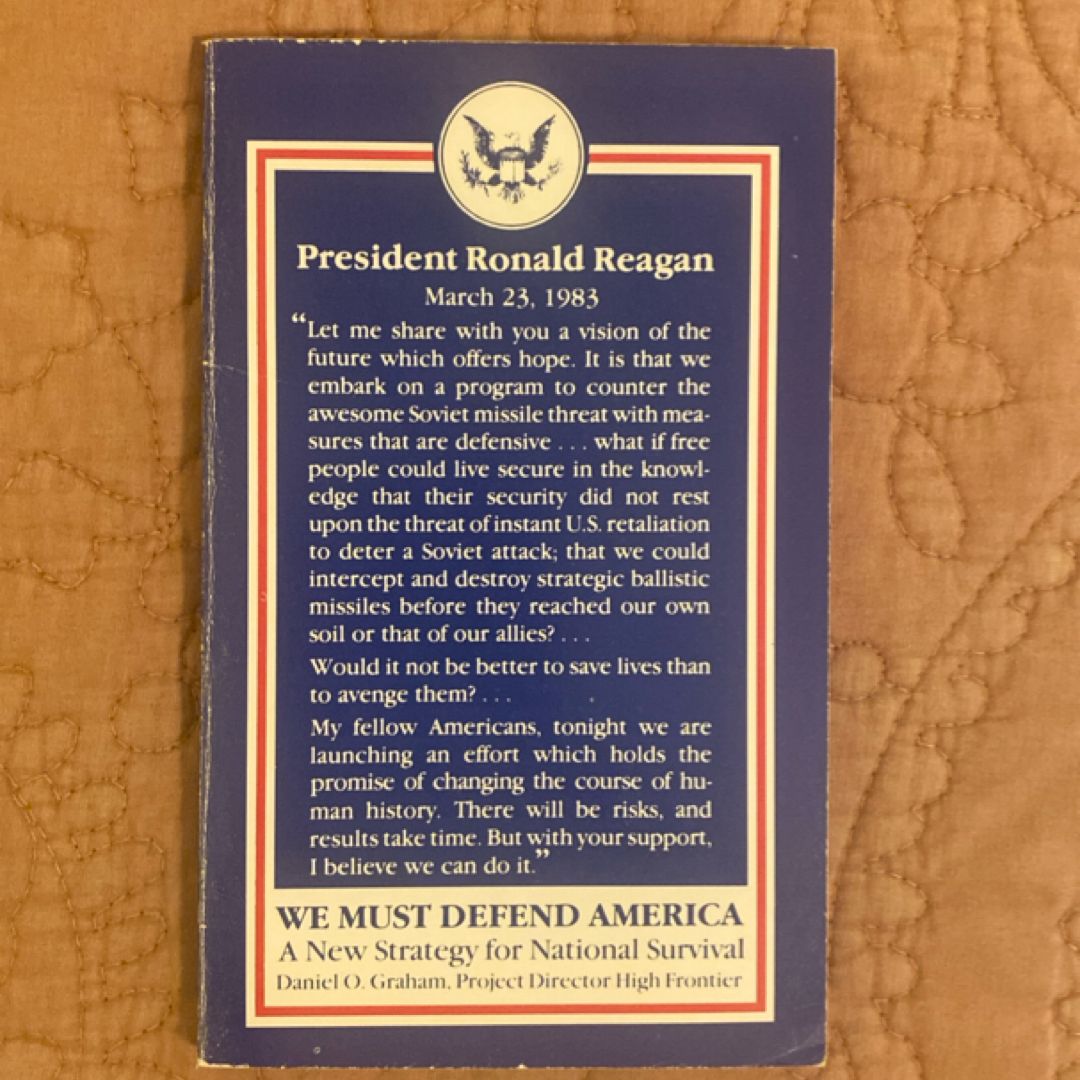 President Ronald Reagan
March 23, 1983
“Let me share with you a vision of the
future which offers hope. It is that we
embark on a program to counter the
awesome Soviet missile threat with mea-
sures that are defensive . . . what if free
people could live secure in the knowl-
edge that their security did not rest
upon the threat of instant U.S. retaliation
to deter a Soviet attack; that we could
intercept and destroy strategic ballistic
missiles before they reached our own
soil or that of our allies? . . .
Would it not be better to save lives than
to avenge them? . . .
My fellow Americans, tonight we are
launching an effort which holds the
promise of changing the course of hu-
man history. There will be risks, and
results take time. But with your support,
I believe we can do it.”
WE MUST DEFEND AMERICA
A New Strategy for National Survival
Daniel O. Graham, Project Director High Frontier